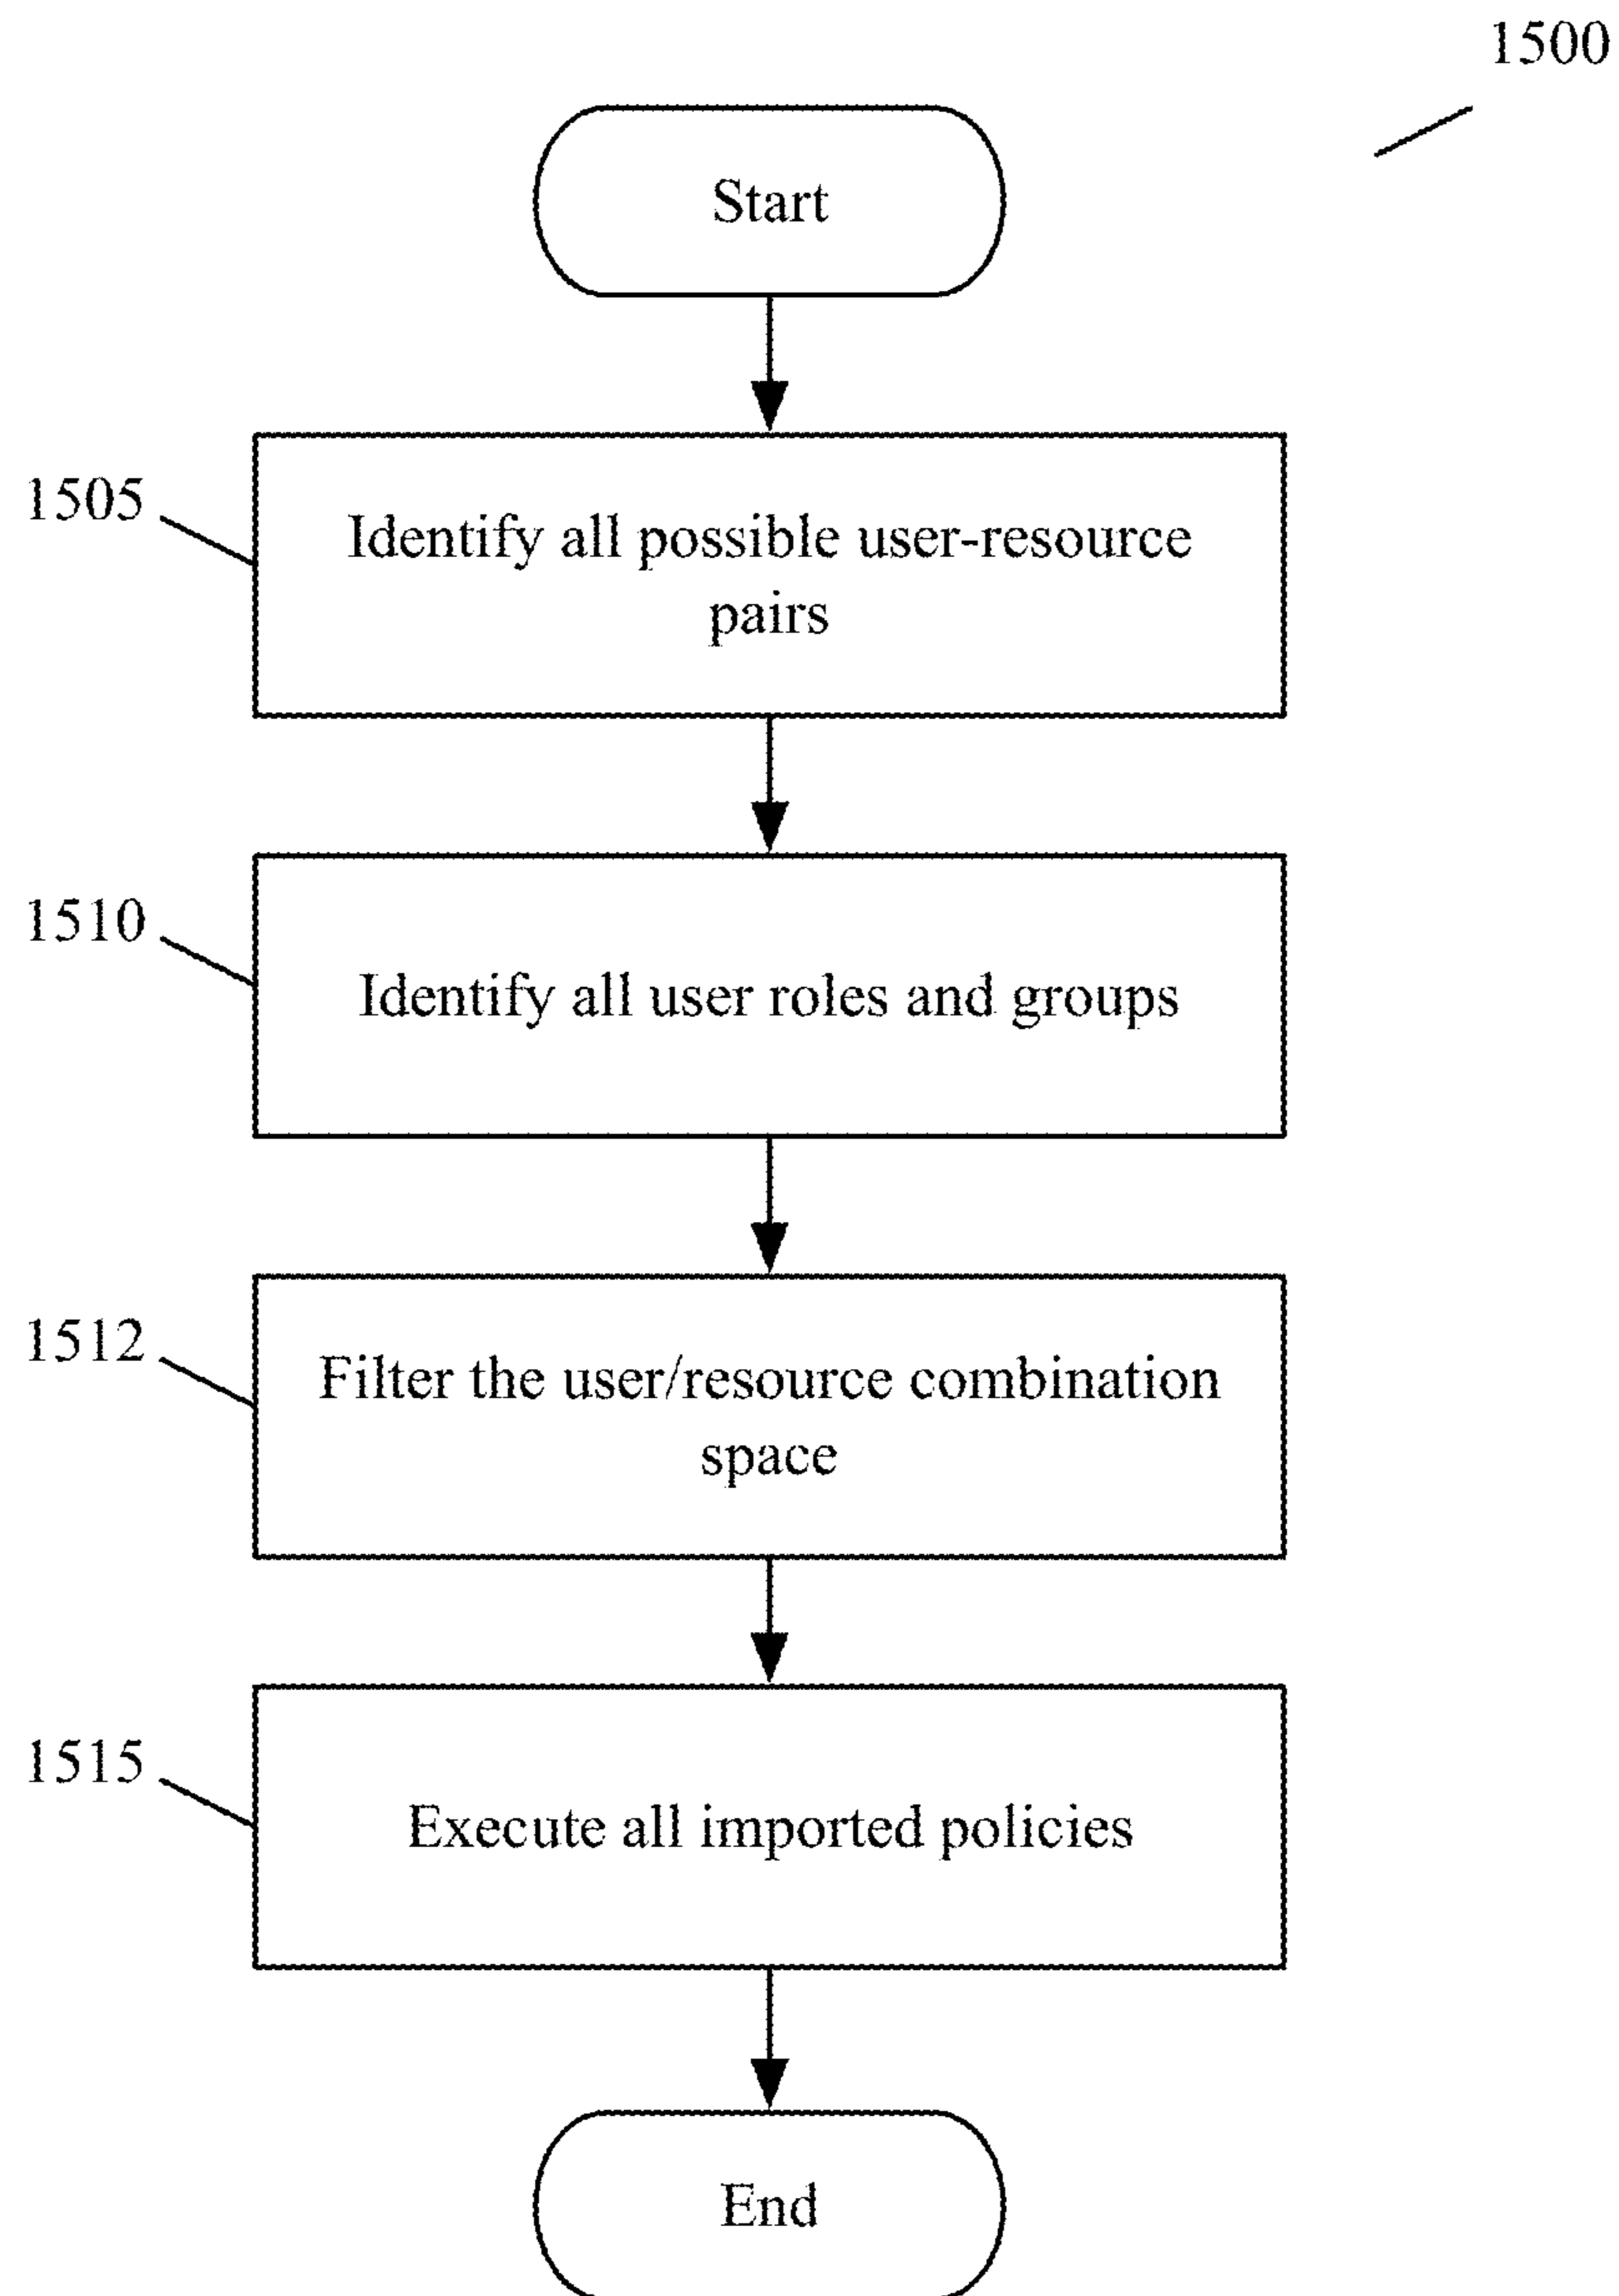 1500
Start
1505
Identify all possible user-resource
pairs
1510
Identify all user roles and groups
1512
Filter the user/resource combination
space
1515
Execute all imported policies
End